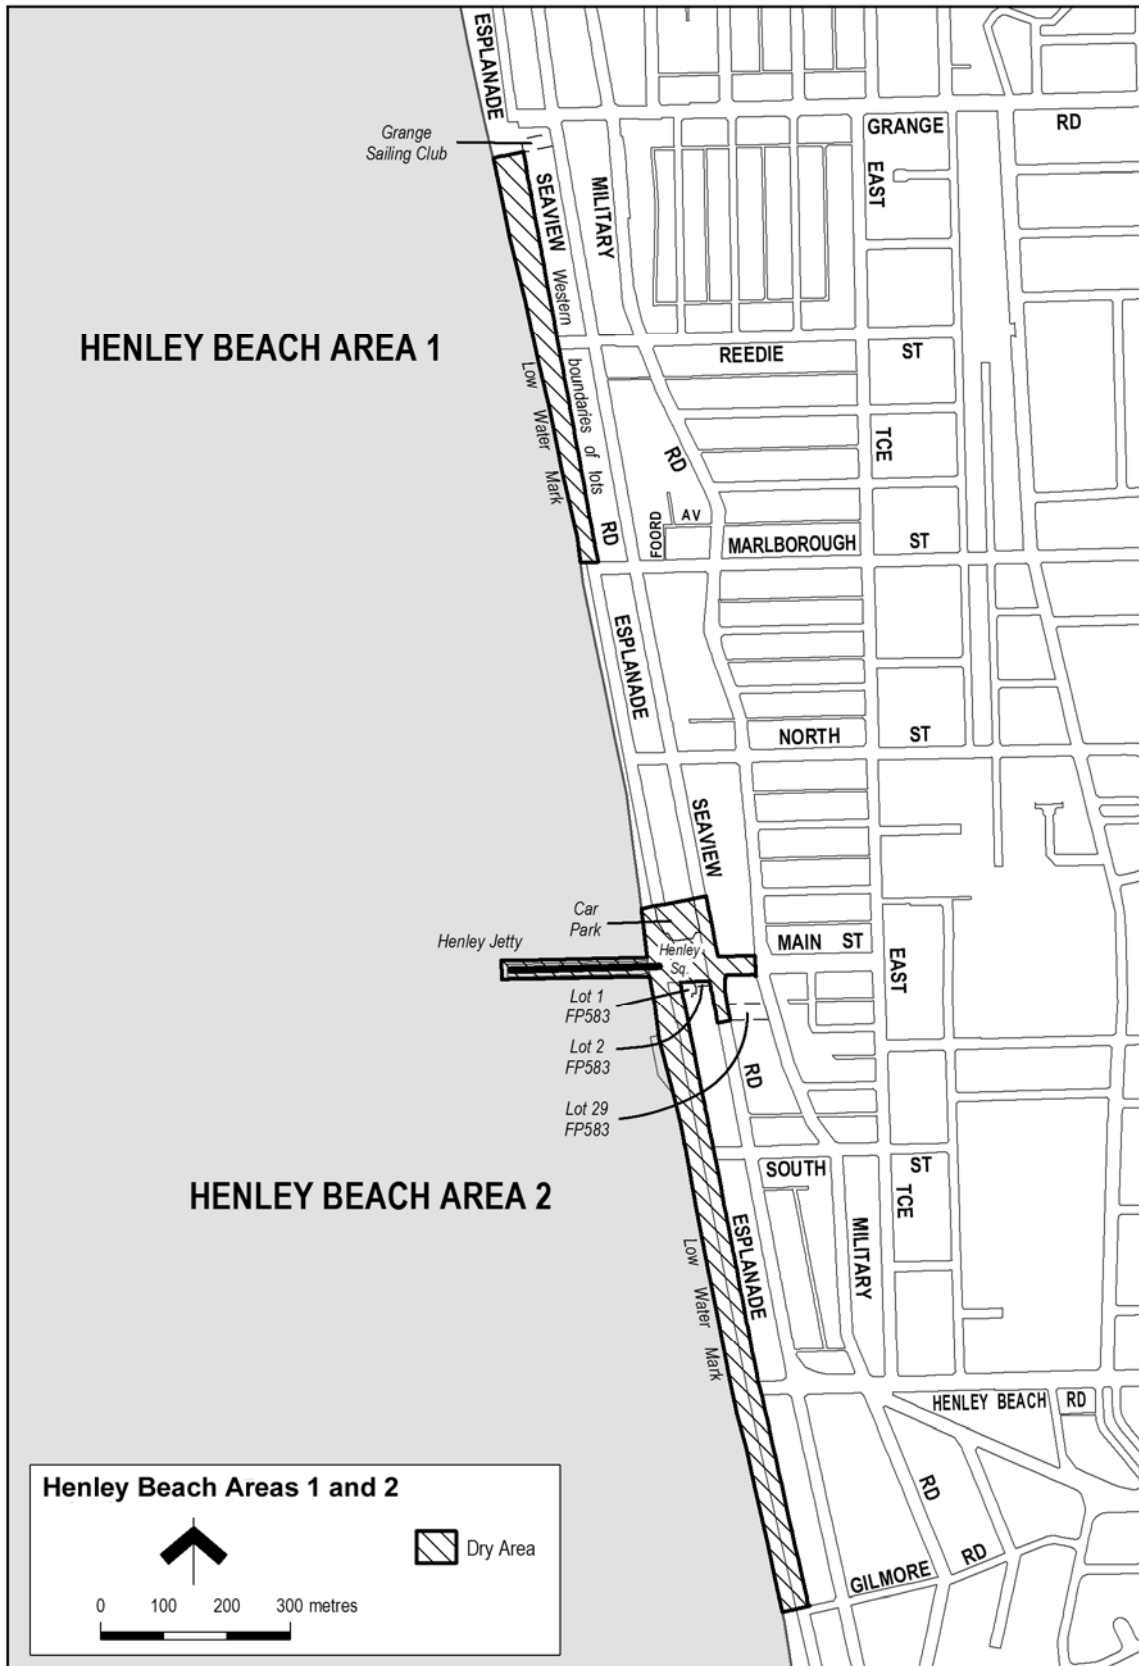 ESPLANADE
Grange
Sailing Club
GRANGE
RD
EAST
SEAVIEW
MILITARY
Western
HENLEY BEACH AREA 1
REEDIE
ST
Low Water Mark
boundaries of lots
TCE
RD
RD
FOORD
AV
MARLBOROUGH
ST
ESPLANADE
NORTH
ST
SEAVIEW
Car
Park
Henley Jetty
Henley
Sq.
MAIN ST
EAST
Lot 1
FP583
Lot 2
FP583
RD
Lot 29
FP583
SOUTH
ST
HENLEY BEACH AREA 2
TCE
ESPLANADE
MILITARY
Low Water Mark
HENLEY BEACH
RD
RD
GILMORE
RD
Henley Beach Areas 1 and 2
Dry Area
0 100 200 300 metres